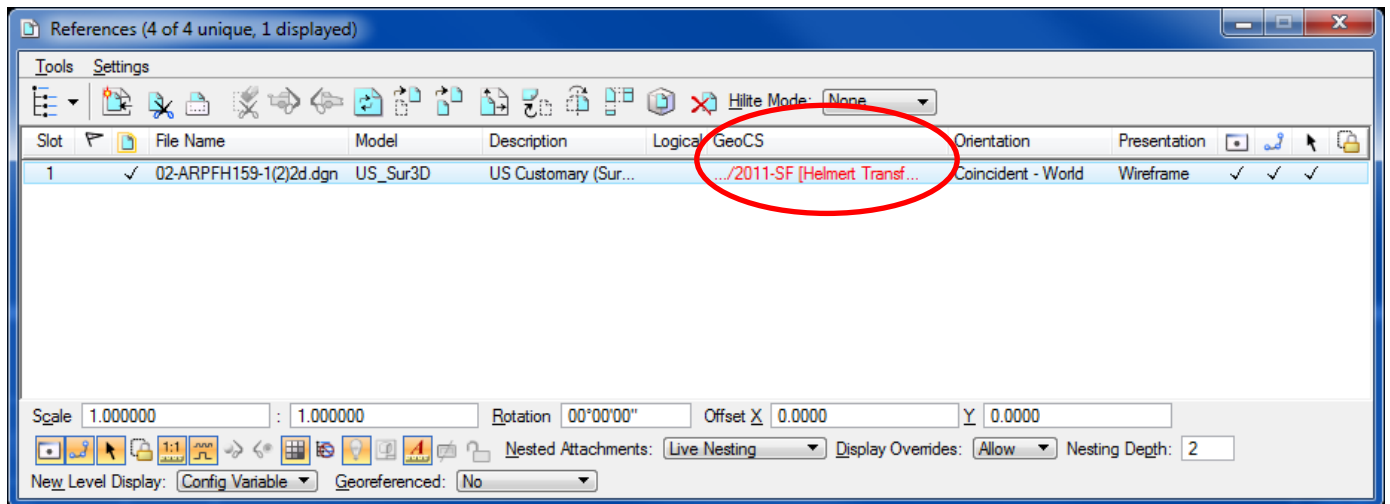 References (4 of 4 unique, 1 displayed)
Tools Settings
Hilite Mode: None
Slot File Name Model Description Logical GeoCS Orientation Presentation
1 02-ARPFH159-1(2)2d.dgn US_Sur3D US Customary (Sur... .../2011-SF [Helmert Transf... Coincident - World Wireframe
Scale 1.000000 : 1.000000 Rotation 00°00'00" Offset X 0.0000 Y 0.0000
1:1 A Nested Attachments: Live Nesting Display Overrides: Allow Nesting Depth: 2
New Level Display: Config Variable Georeferenced: No